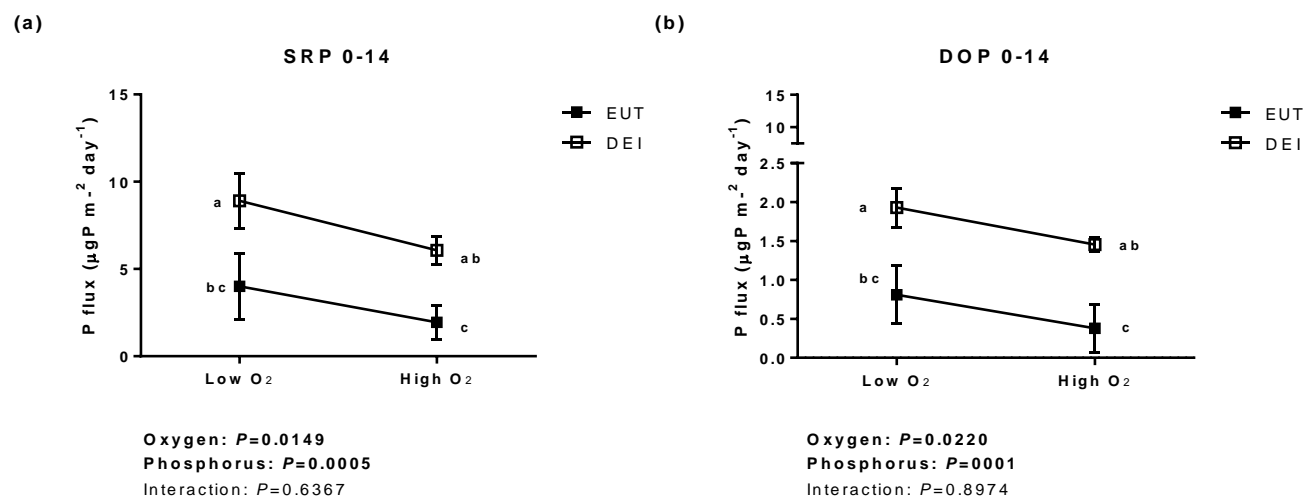 (a)
SRP 0-14
15
10
5
0
P flux (µgP m-² day-¹)
a
ab
bc
c
Low O₂
High O₂
EUT
DEI
Oxygen: P=0.0149
Phosphorus: P=0.0005
Interaction: P=0.6367
(b)
DOP 0-14
15
10
2.5
2.0
1.5
1.0
0.5
0.0
P flux (µgP m-² day-¹)
a
ab
bc
c
Low O₂
High O₂
EUT
DEI
Oxygen: P=0.0220
Phosphorus: P=0001
Interaction: P=0.8974